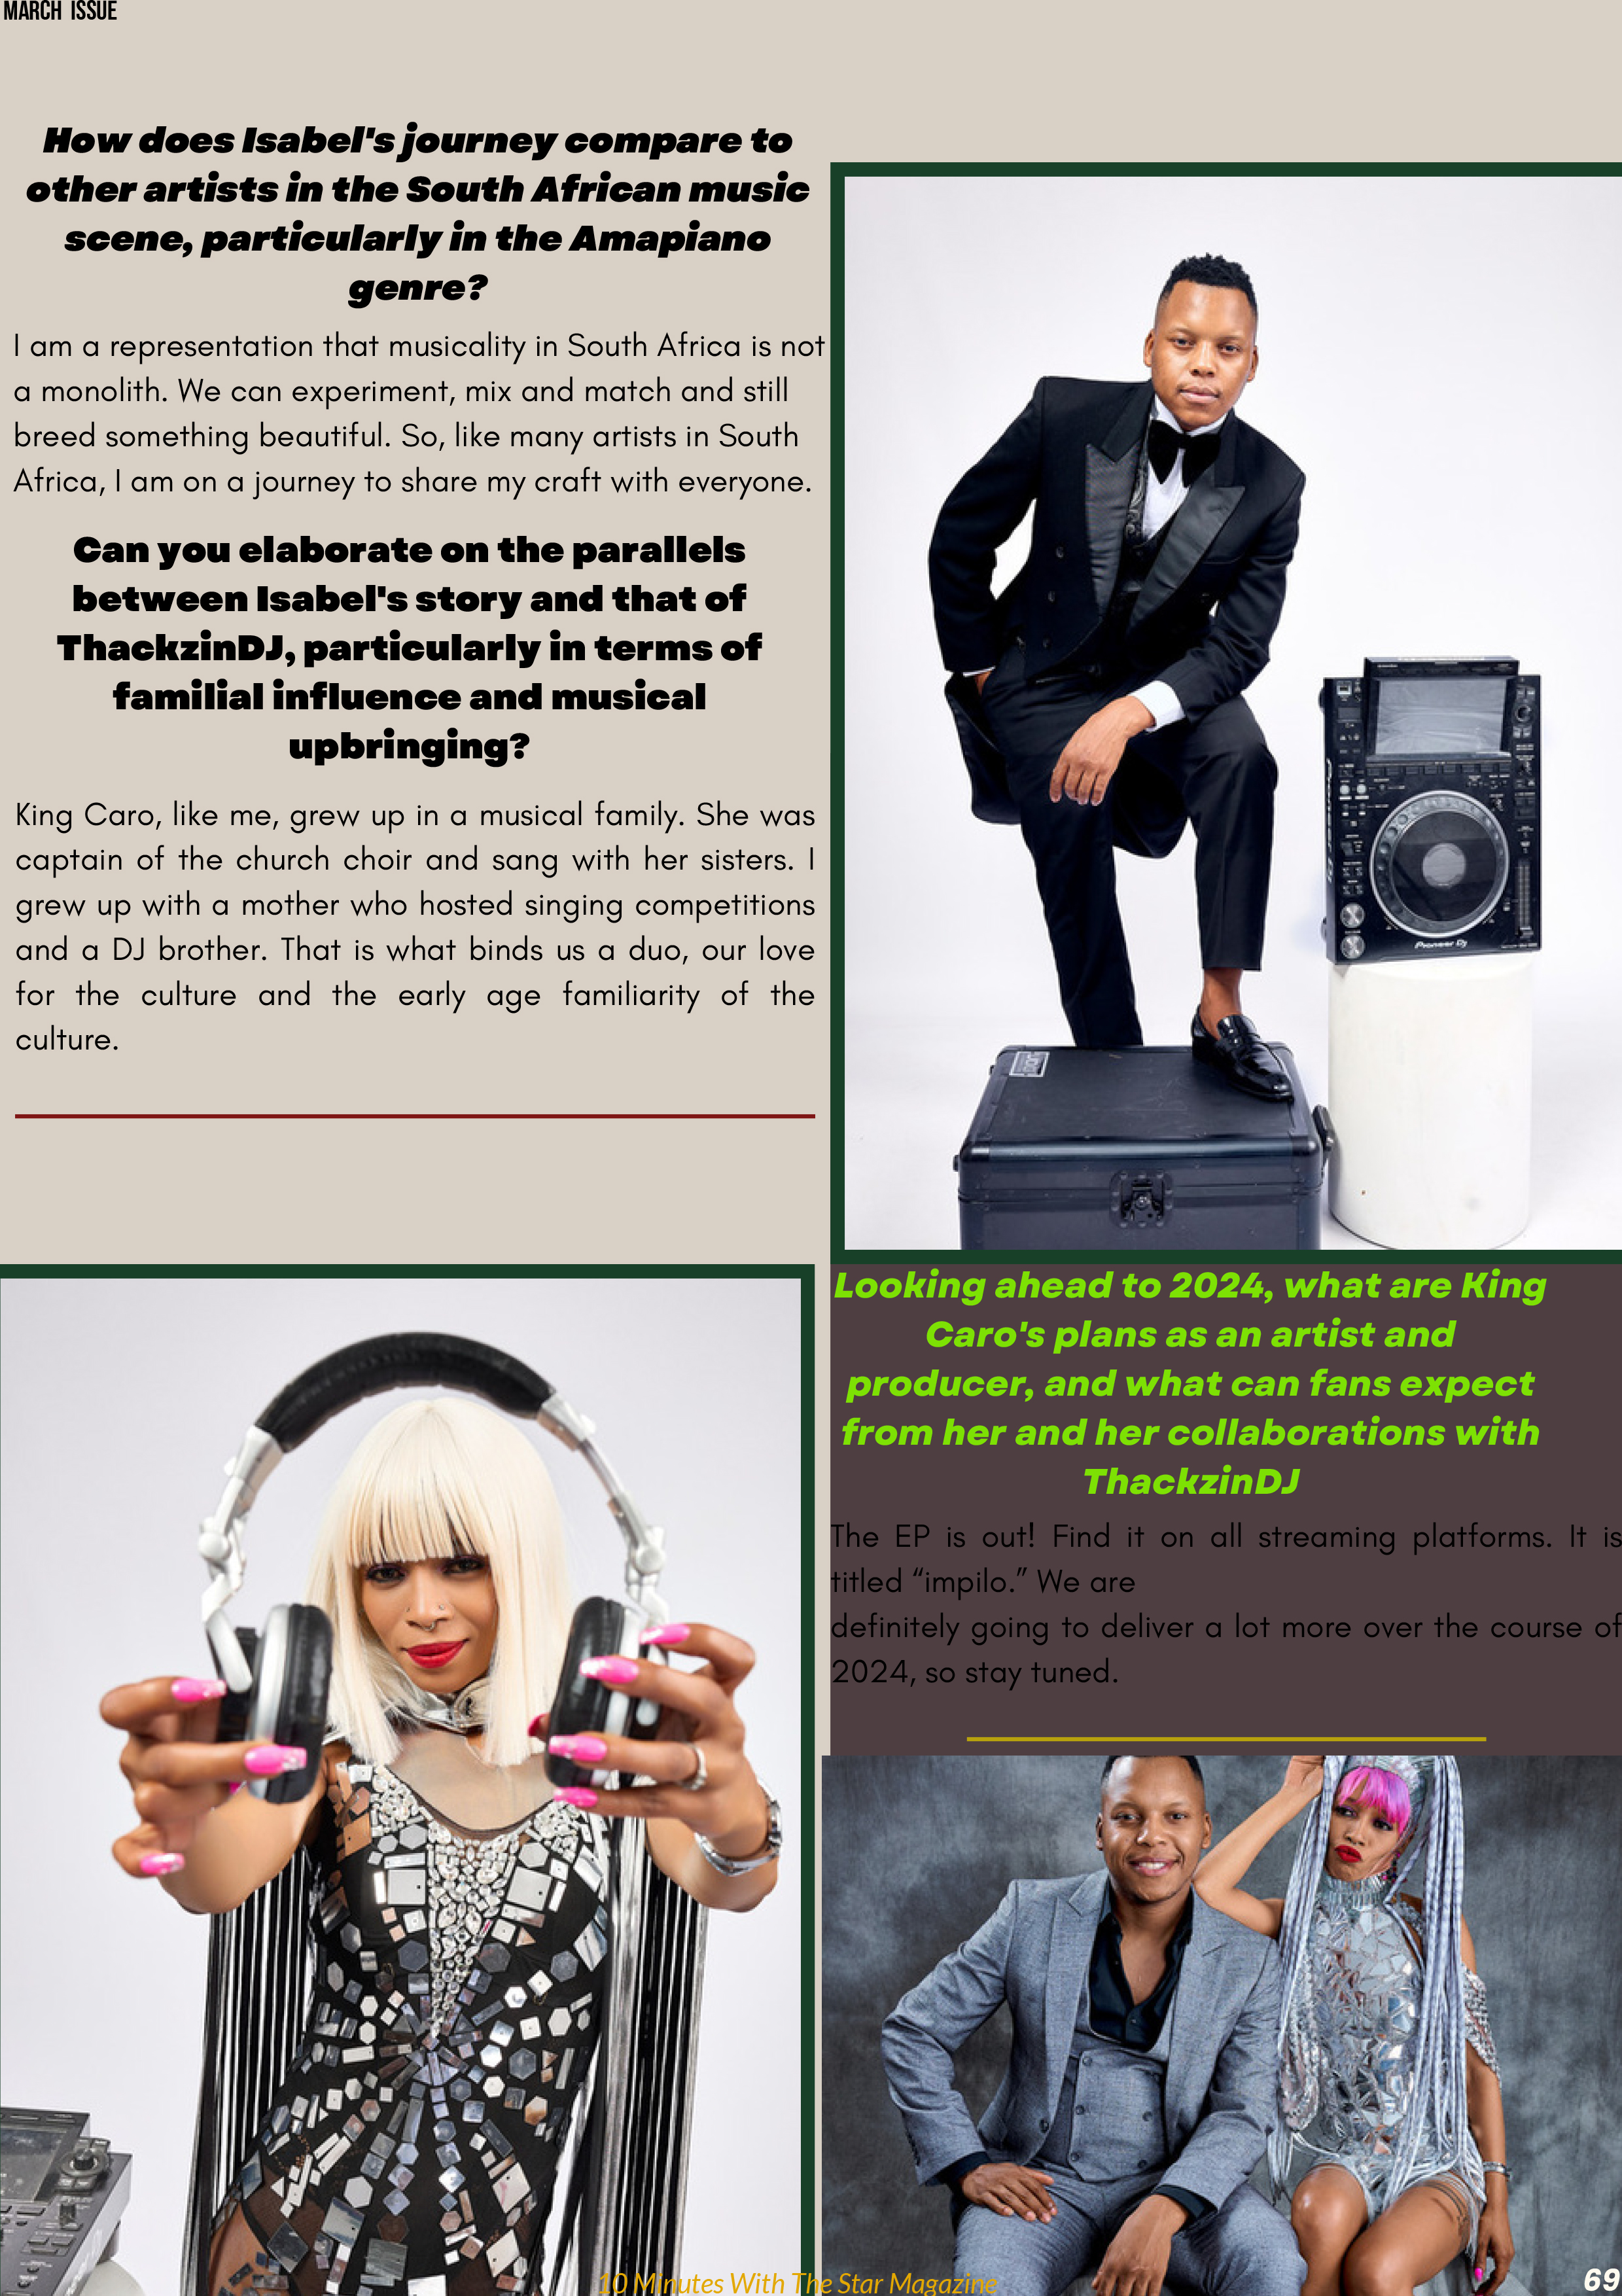 MARCH ISSUE
How does Isabel's journey compare to
other artists in the South African music
scene, particularly in the Amapiano
genre?
I am a representation that musicality in South Africa is not
a monolith. We can experiment, mix and match and still
breed something beautiful. So, like many artists in South
Africa, I am on a journey to share my craft with everyone.
Can you elaborate on the parallels
between Isabel's story and that of
ThackzinDJ, particularly in terms of
familial influence and musical
upbringing?
King Caro, like me, grew up in a musical family. She was
captain of the church choir and sang with her sisters. I
grew up with a mother who hosted singing competitions
and a DJ brother. That is what binds us a duo, our love
for the culture and the early age familiarity of the
culture.
Pioneer Dj
Looking ahead to 2024, what are King
Caro's plans as an artist and
producer, and what can fans expect
from her and her collaborations with
ThackzinDJ
The EP is out! Find it on all streaming platforms. It is
titled “impilo.” We are
definitely going to deliver a lot more over the course of
2024, so stay tuned.
10 Minutes With The Star Magazine
69